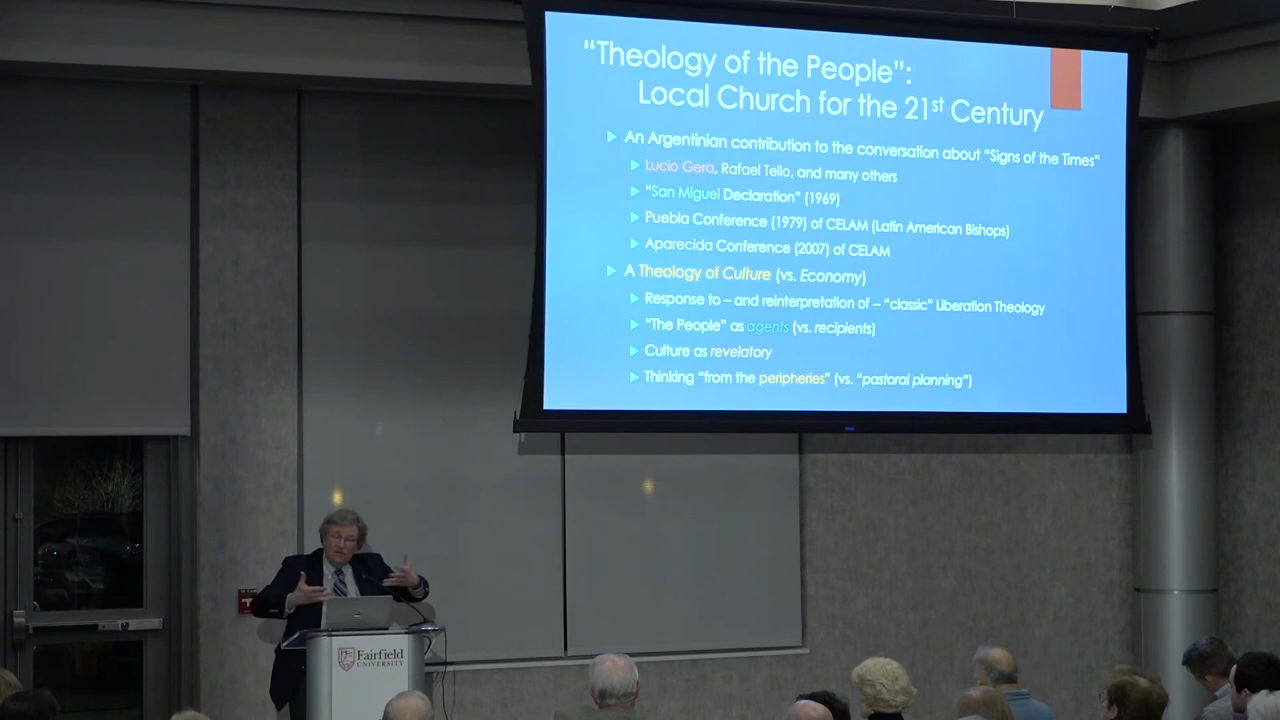 “Theology of the People”:
Local Church for the 21st Century
An Argentinian contribution to the conversation about “Signs of the Times”
Lucio Gera, Rafael Tello, and many others
“San Miguel Declaration” (1969)
Puebla Conference (1979) of CELAM (Latin American Bishops)
Aparecida Conference (2007) of CELAM
A Theology of Culture (vs. Economy)
Response to – and reinterpretation of – “classic” Liberation Theology
“The People” as agents (vs. recipients)
Culture as revelatory
Thinking “from the peripheries” (vs. “pastoral planning”)
Fairfield
UNIVERSITY